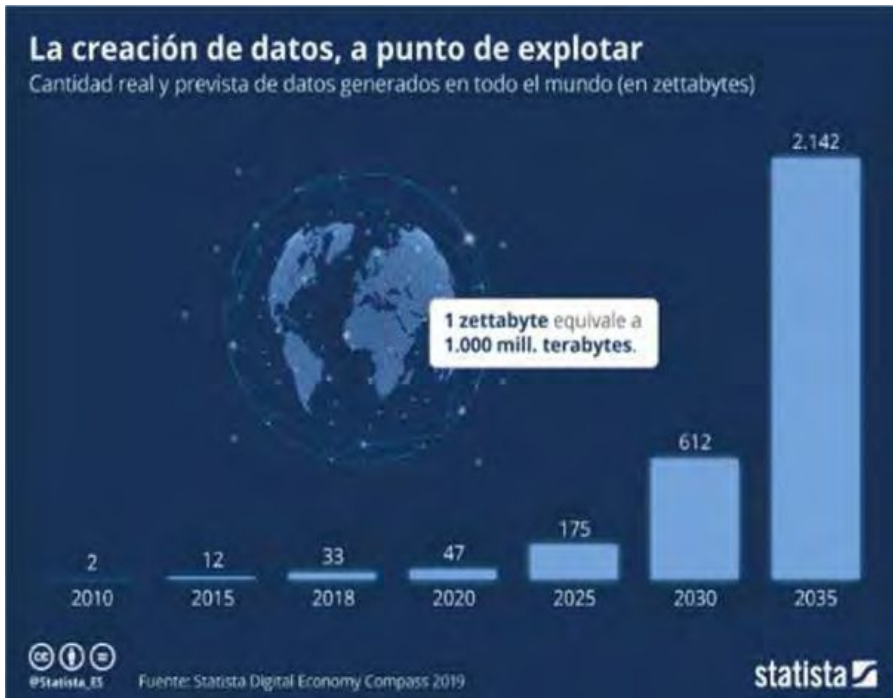 La creación de datos, a punto de explotar
Cantidad real y prevista de datos generados en todo el mundo (en zettabytes)
2.142
1 zettabyte equivale a
1.000 mill. terabytes.
612
175
47
33
12
2
2010 2015 2018 2020 2025 2030 2035
@Statista_ES Fuente: Statista Digital Economy Compass 2019
statista